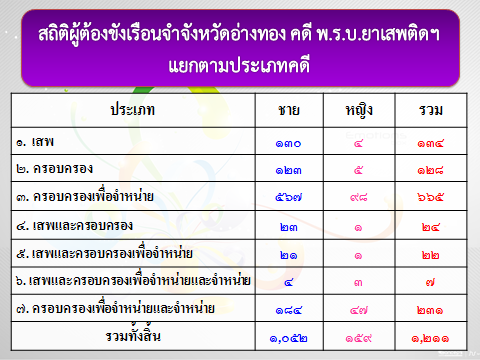 สถิติผู้ต้องขังเรือนจำจังหวัดอ่างทอง คดี พ.ร.บ.ยาเสพติดฯ
แยกตามประเภทคดี
ประเภท ชาย หญิง รวม
๑. เสพ ๑๓๐ ๔ ๑๓๔
๒. ครอบครอง ๑๒๓ ๕ ๑๒๘
๓. ครอบครองเพื่อจำหน่าย ๕๖๗ ๙๘ ๖๖๕
๔. เสพและครอบครอง ๒๓ ๑ ๒๔
๕. เสพและครอบครองเพื่อจำหน่าย ๒๑ ๑ ๒๒
๖. เสพและครอบครองเพื่อจำหน่ายและจำหน่าย ๔ ๓ ๗
๗. ครอบครองเพื่อจำหน่ายและจำหน่าย ๑๘๔ ๔๗ ๒๓๑
รวมทั้งสิ้น ๑,๐๕๒ ๑๕๙ ๑,๒๑๑